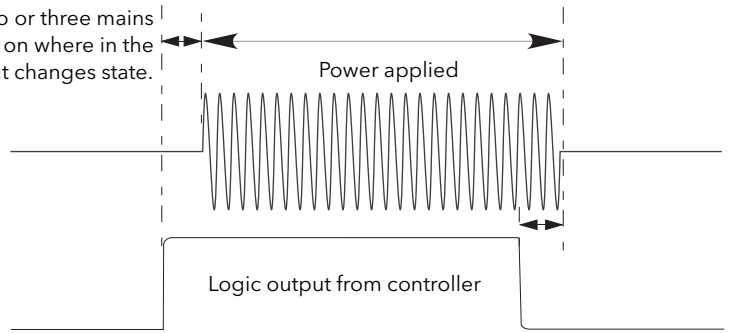 o or three mains
on where in the
t changes state.
Power applied
Logic output from controller